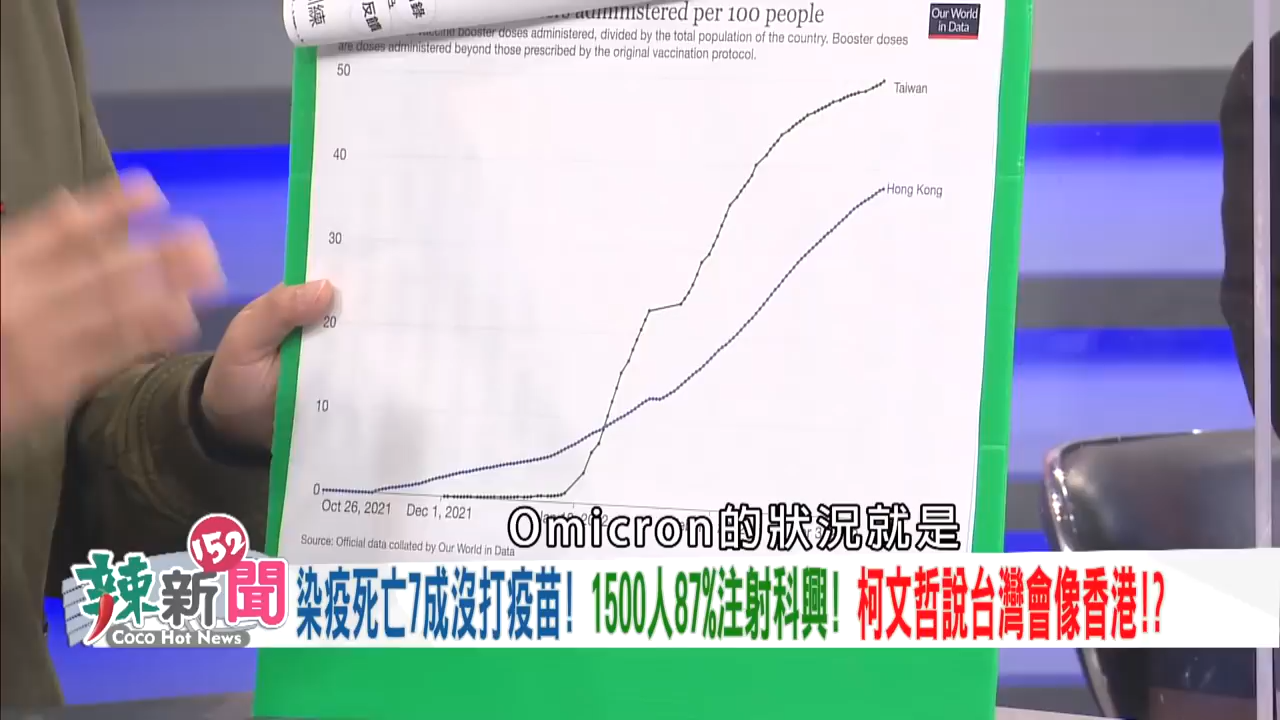 訓練
反饋
錄
administered per 100 people
Our World
in Data
booster doses administered, divided by the total population of the country. Booster doses
are doses administered beyond those prescribed by the original vaccination protocol.
50
Taiwan
40
Hong Kong
30
20
10
0
Oct 26, 2021
Dec 1, 2021
Source: Official data collated by Our World in Data
Omicron的狀況就是
152
辣新聞
Coco Hot News
染疫死亡7成沒打疫苗! 1500人87%注射科興! 柯文哲說台灣會像香港!?